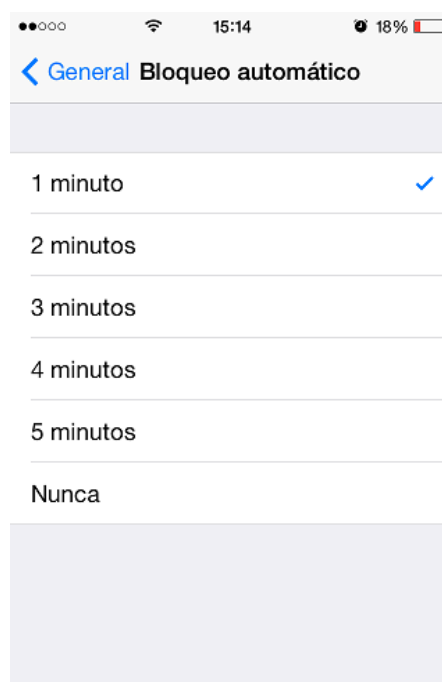 15:14 18%
General Bloqueo automático
1 minuto
2 minutos
3 minutos
4 minutos
5 minutos
Nunca